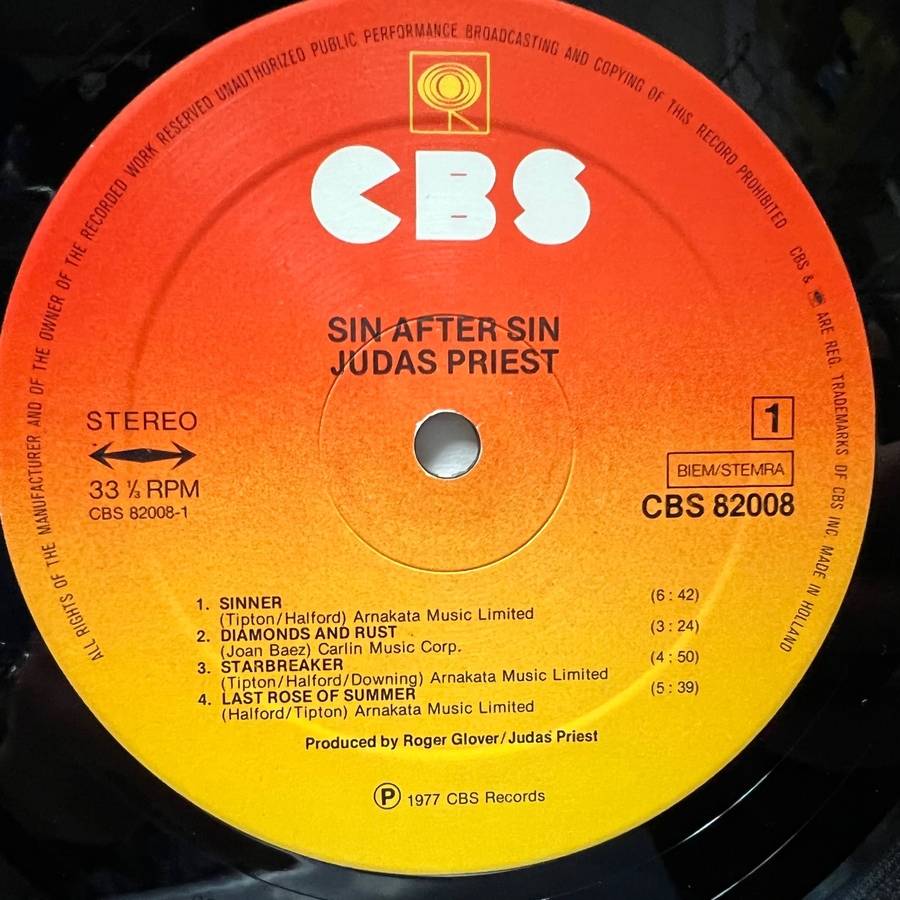 ALL RIGHTS OF THE MANUFACTURER AND OF THE OWNER OF THE RECORDED WORK RESERVED UNAUTHORIZED PUBLIC PERFORMANCE BROADCASTING AND COPYING OF THIS RECORD PROHIBITED CBS & ARE REG. TRADEMARKS OF CBS INC. MADE IN HOLLAND
CBS
SIN AFTER SIN
JUDAS PRIEST
STEREO
33 ⅓ RPM
CBS 82008-1
1
BIEM/STEMRA
CBS 82008
1. SINNER (6:42)
(Tipton/Halford) Arnakata Music Limited
2. DIAMONDS AND RUST (3:24)
(Joan Baez) Carlin Music Corp.
3. STARBREAKER (4:50)
(Tipton/Halford/Downing) Arnakata Music Limited
4. LAST ROSE OF SUMMER (5:39)
(Halford/Tipton) Arnakata Music Limited
Produced by Roger Glover/Judas Priest
Ⓟ 1977 CBS Records